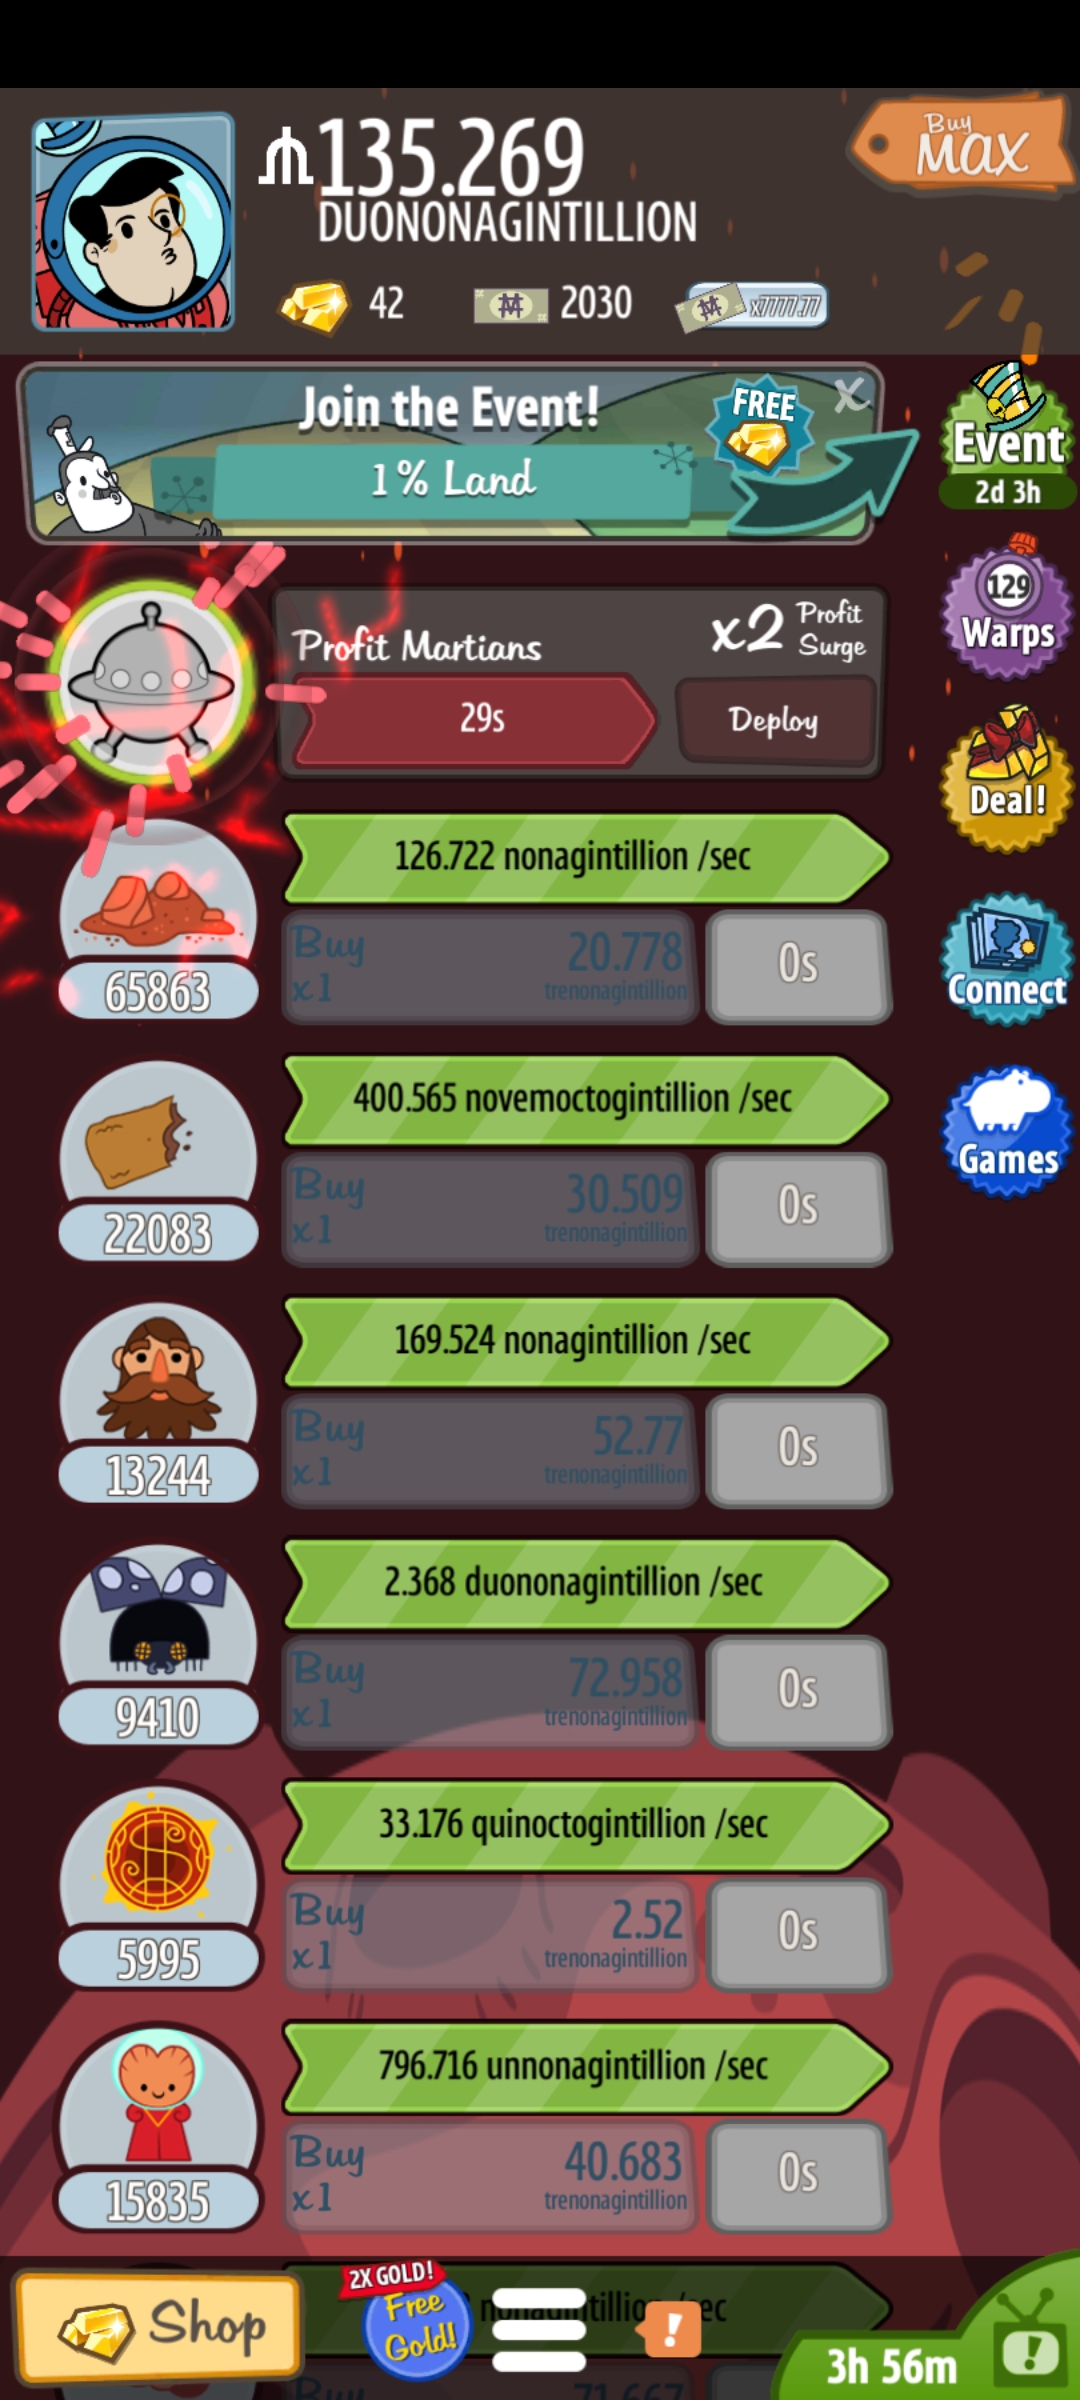 135.269
DUONONAGINTILLION
Buy
MAX
42
2030
x7777.77
Join the Event!
1% Land
FREE
X
Event
2d 3h
Profit Martians
x2 Profit Surge
29s
Deploy
129
Warps
Deal!
Connect
Games
126.722 nonagintillion /sec
Buy
x1
20.778
trenonagintillion
0s
65863
400.565 novemoctogintillion /sec
Buy
x1
30.509
trenonagintillion
0s
22083
169.524 nonagintillion /sec
Buy
x1
52.77
trenonagintillion
0s
13244
2.368 duononagintillion /sec
Buy
x1
72.958
trenonagintillion
0s
9410
33.176 quinoctogintillion /sec
Buy
x1
2.52
trenonagintillion
0s
5995
796.716 unnonagintillion /sec
Buy
x1
40.683
trenonagintillion
0s
15835
Shop
2X GOLD!
Free
Gold!
!
3h 56m
!
Buy
71.667